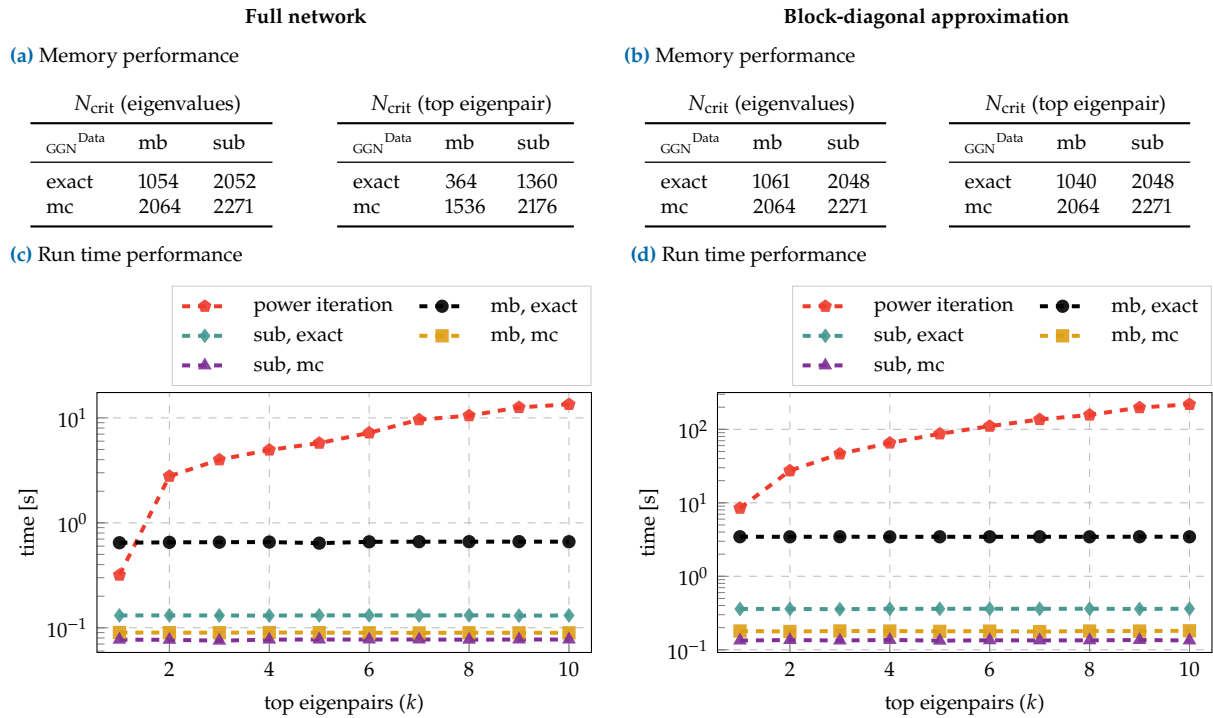 Full network
(a) Memory performance
N_crit (eigenvalues)
GGN Data mb sub
exact 1054 2052
mc 2064 2271
N_crit (top eigenpair)
GGN Data mb sub
exact 364 1360
mc 1536 2176
(c) Run time performance
power iteration
sub, exact
sub, mc
mb, exact
mb, mc
10^1
10^0
10^−1
time [s]
2 4 6 8 10
top eigenpairs (k)
Block-diagonal approximation
(b) Memory performance
N_crit (eigenvalues)
GGN Data mb sub
exact 1061 2048
mc 2064 2271
N_crit (top eigenpair)
GGN Data mb sub
exact 1040 2048
mc 2064 2271
(d) Run time performance
power iteration
sub, exact
sub, mc
mb, exact
mb, mc
10^2
10^1
10^0
10^−1
time [s]
2 4 6 8 10
top eigenpairs (k)